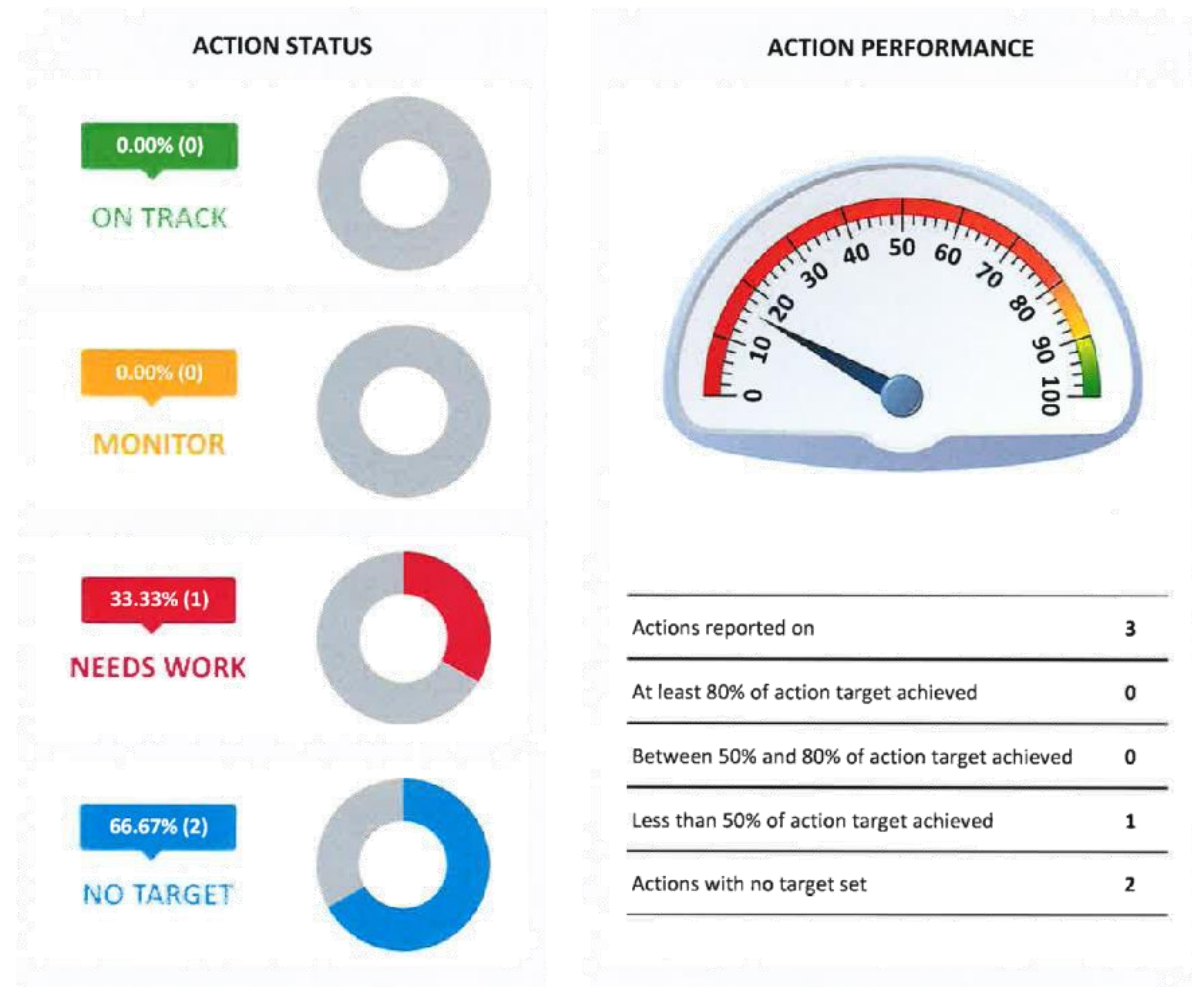 ACTION STATUS
0.00% (0)
ON TRACK
0.00% (0)
MONITOR
33.33% (1)
NEEDS WORK
66.67% (2)
NO TARGET
ACTION PERFORMANCE
0
10
20
30
40
50
60
70
80
90
100
Actions reported on 3
At least 80% of action target achieved 0
Between 50% and 80% of action target achieved 0
Less than 50% of action target achieved 1
Actions with no target set 2